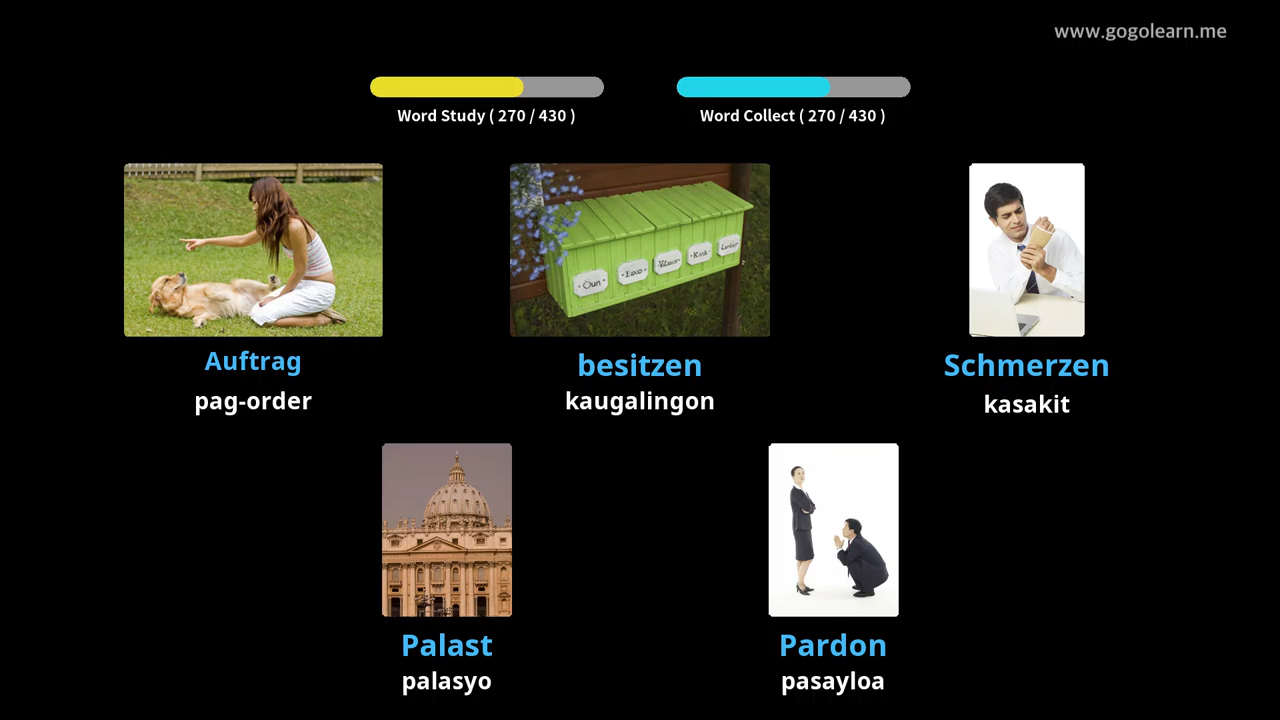 www.gogolearn.me
Word Study ( 270 / 430 )
Word Collect ( 270 / 430 )
Auftrag
pag-order
besitzen
kaugalingon
Schmerzen
kasakit
Palast
palasyo
Pardon
pasayloa